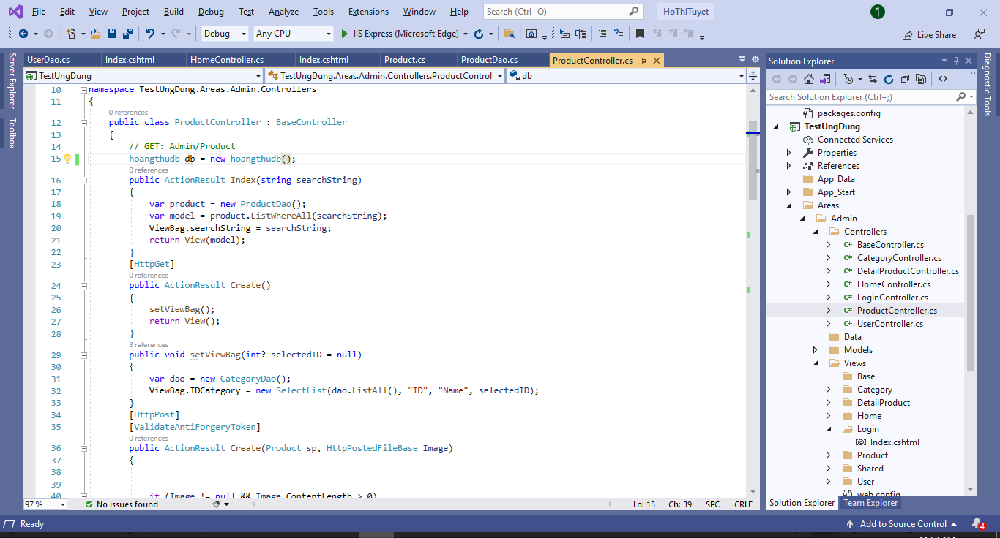 File Edit View Project Build Debug Test Analyze Tools Extensions Window Help Search (Ctrl+Q) HoThiTuyet 1
Debug Any CPU IIS Express (Microsoft Edge) Live Share
Server Explorer
Toolbox
UserDao.cs Index.cshtml HomeController.cs Index.cshtml Product.cs ProductDao.cs ProductController.cs
TestUngDung TestUngDung.Areas.Admin.Controllers.ProductControll db
10 namespace TestUngDung.Areas.Admin.Controllers
11 {
0 references
12 public class ProductController : BaseController
13 {
14 // GET: Admin/Product
15 hoangthudb db = new hoangthudb();
0 references
16 public ActionResult Index(string searchString)
17 {
18 var product = new ProductDao();
19 var model = product.ListWhereAll(searchString);
20 ViewBag.searchString = searchString;
21 return View(model);
22 }
23 [HttpGet]
0 references
24 public ActionResult Create()
25 {
26 setViewBag();
27 return View();
28 }
3 references
29 public void setViewBag(int? selectedID = null)
30 {
31 var dao = new CategoryDao();
32 ViewBag.IDCategory = new SelectList(dao.ListAll(), "ID", "Name", selectedID);
33 }
34 [HttpPost]
35 [ValidateAntiForgeryToken]
0 references
36 public ActionResult Create(Product sp, HttpPostedFileBase Image)
37 {
38
39
40 if (Image != null && Image.ContentLength > 0)
97 % No issues found Ln: 15 Ch: 39 SPC CRLF
Solution Explorer
Search Solution Explorer (Ctrl+;)
packages.config
TestUngDung
Connected Services
Properties
References
App_Data
App_Start
Areas
Admin
Controllers
C# BaseController.cs
C# CategoryController.cs
C# DetailProductController.cs
C# HomeController.cs
C# LoginController.cs
C# ProductController.cs
C# UserController.cs
Data
Models
Views
Base
Category
DetailProduct
Home
Login
[@] Index.cshtml
Product
Shared
User
web.config
Solution Explorer Team Explorer
Diagnostic Tools
Ready Add to Source Control 4
11:50 AM